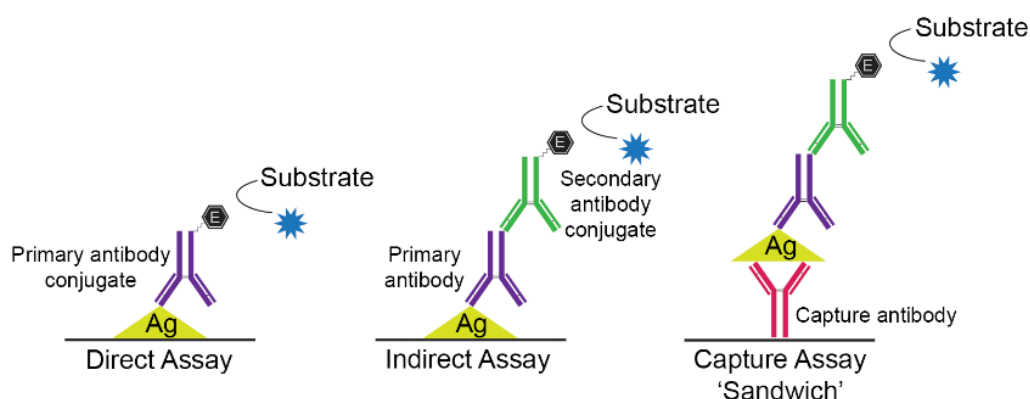 Substrate
E
Primary antibody
conjugate
Ag
Direct Assay
Substrate
E
Secondary
antibody
conjugate
Primary
antibody
Ag
Indirect Assay
Substrate
E
Ag
Capture antibody
Capture Assay
‘Sandwich’